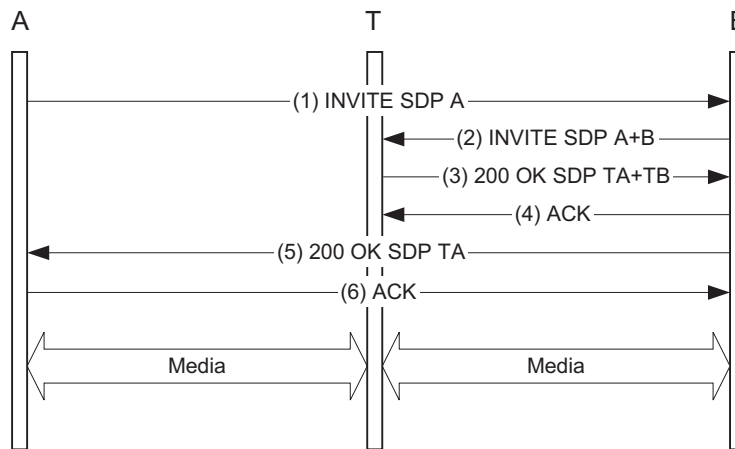 A T B
(1) INVITE SDP A
(2) INVITE SDP A+B
(3) 200 OK SDP TA+TB
(4) ACK
(5) 200 OK SDP TA
(6) ACK
Media Media